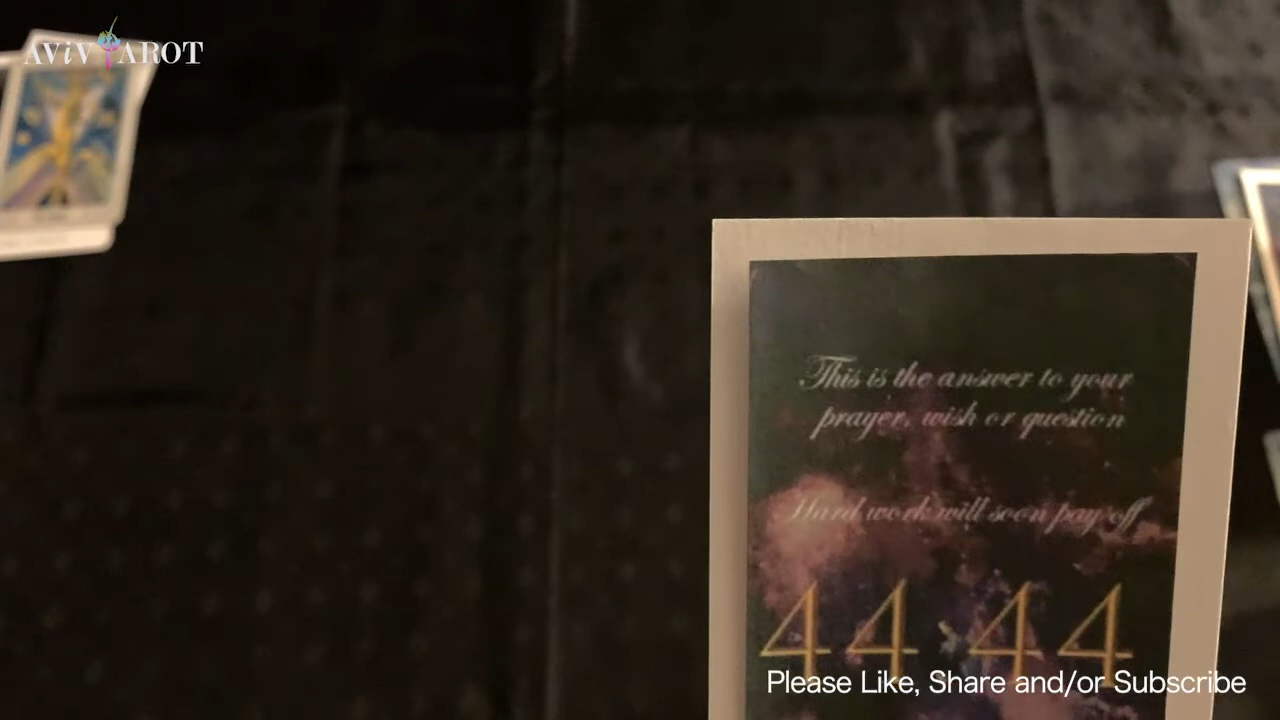 AViV TAROT
This is the answer to your
prayer, wish or question
Hard work will soon pay off
44:44
Please Like, Share and/or Subscribe